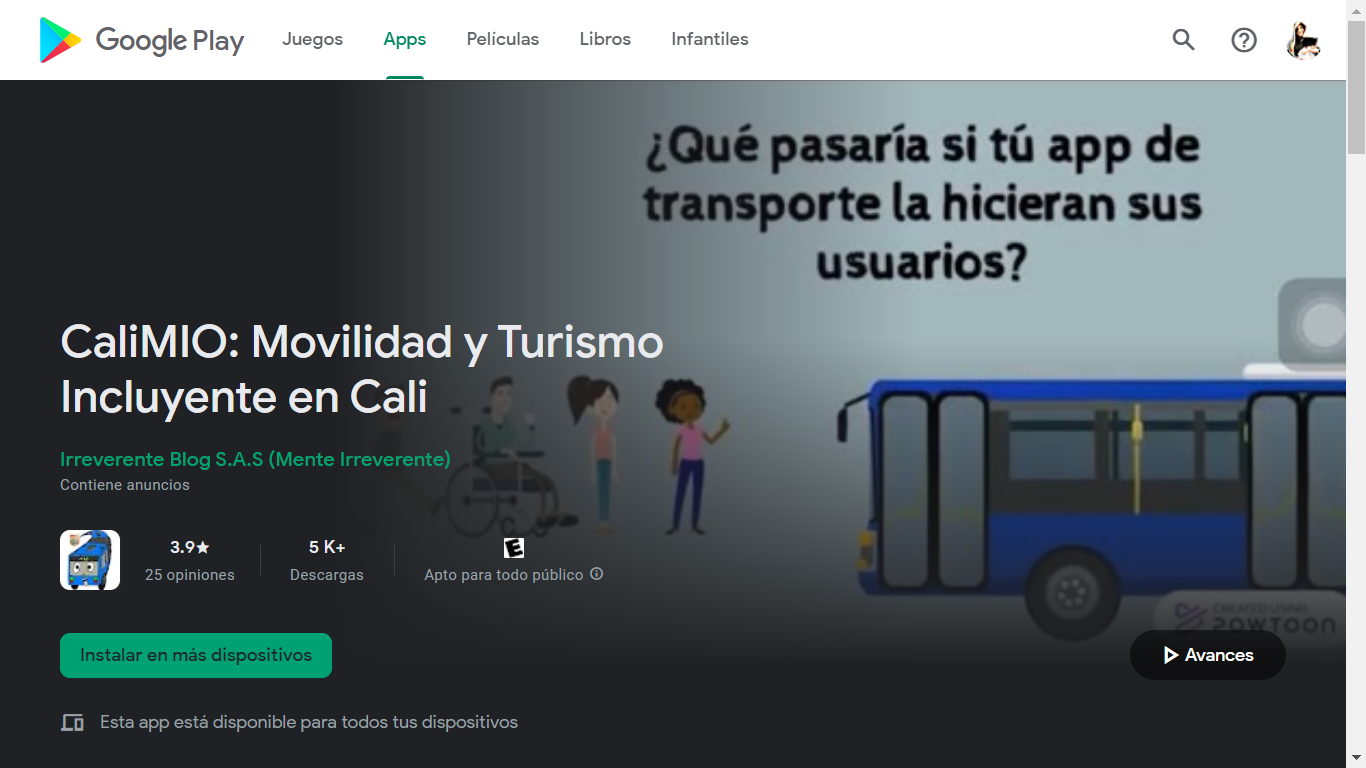 Google Play
Juegos
Apps
Películas
Libros
Infantiles
¿Qué pasaría si tú app de
transporte la hicieran sus
usuarios?
CaliMIO: Movilidad y Turismo
Incluyente en Cali
Irreverente Blog S.A.S (Mente Irreverente)
Contiene anuncios
3.9★
25 opiniones
5 K+
Descargas
E
Apto para todo público
CREATED USING
POWTOON
Instalar en más dispositivos
Avances
Esta app está disponible para todos tus dispositivos